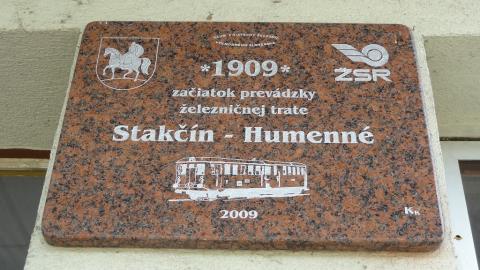 *1909*
ŽSR
začiatok prevádzky
železničnej trate
Stakčín - Humenné
2009